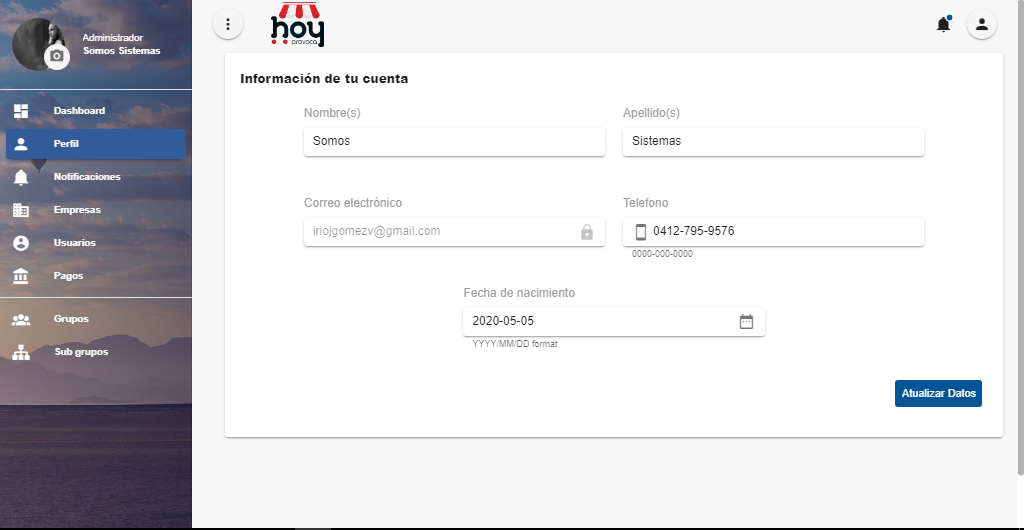 Administrador
Somos Sistemas
Dashboard
Perfil
Notificaciones
Empresas
Usuarios
Pagos
Grupos
Sub grupos
hoy
provoca
Información de tu cuenta
Nombre(s)
Apellido(s)
Somos
Sistemas
Correo electrónico
Telefono
iriojgomezv@gmail.com
0412-795-9576
0000-000-0000
Fecha de nacimiento
2020-05-05
YYYY/MM/DD format
Atualizar Datos